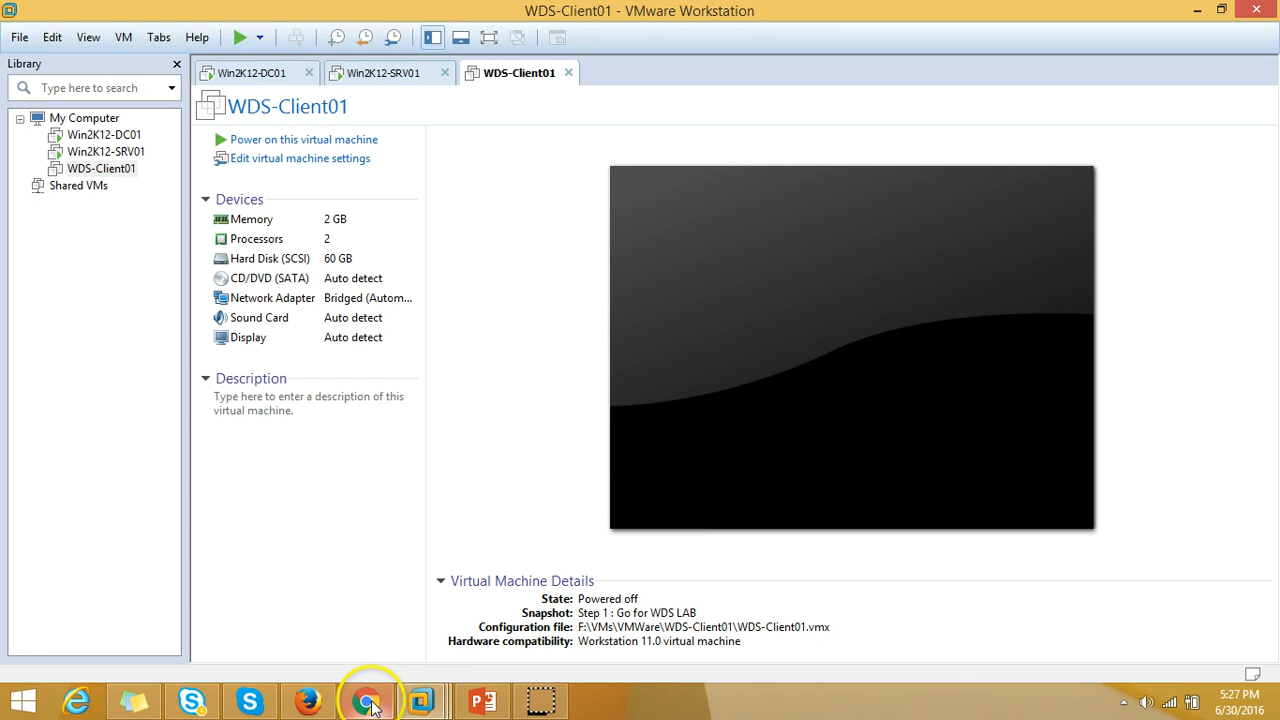 WDS-Client01 - VMware Workstation
File Edit View VM Tabs Help
Library
Type here to search
My Computer
Win2K12-DC01
Win2K12-SRV01
WDS-Client01
Shared VMs
Win2K12-DC01 Win2K12-SRV01 WDS-Client01
WDS-Client01
Power on this virtual machine
Edit virtual machine settings
Devices
Memory 2 GB
Processors 2
Hard Disk (SCSI) 60 GB
CD/DVD (SATA) Auto detect
Network Adapter Bridged (Autom...
Sound Card Auto detect
Display Auto detect
Description
Type here to enter a description of this
virtual machine.
Virtual Machine Details
State: Powered off
Snapshot: Step 1 : Go for WDS LAB
Configuration file: F:\VMs\VMWare\WDS-Client01\WDS-Client01.vmx
Hardware compatibility: Workstation 11.0 virtual machine
5:27 PM
6/30/2016